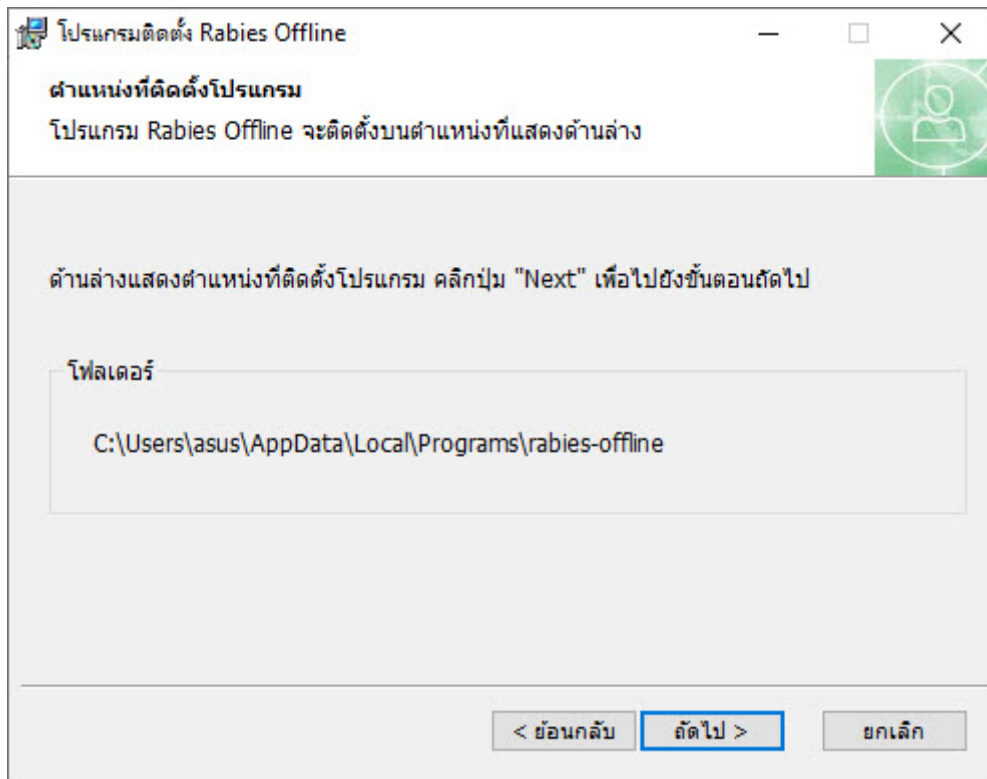 โปรแกรมติดตั้ง Rabies Offline
ตำแหน่งที่ติดตั้งโปรแกรม
โปรแกรม Rabies Offline จะติดตั้งบนตำแหน่งที่แสดงด้านล่าง
ด้านล่างแสดงตำแหน่งที่ติดตั้งโปรแกรม คลิกปุ่ม "Next" เพื่อไปยังขั้นตอนถัดไป
โฟลเดอร์
C:\Users\asus\AppData\Local\Programs\rabies-offline
< ย้อนกลับ ถัดไป > ยกเลิก